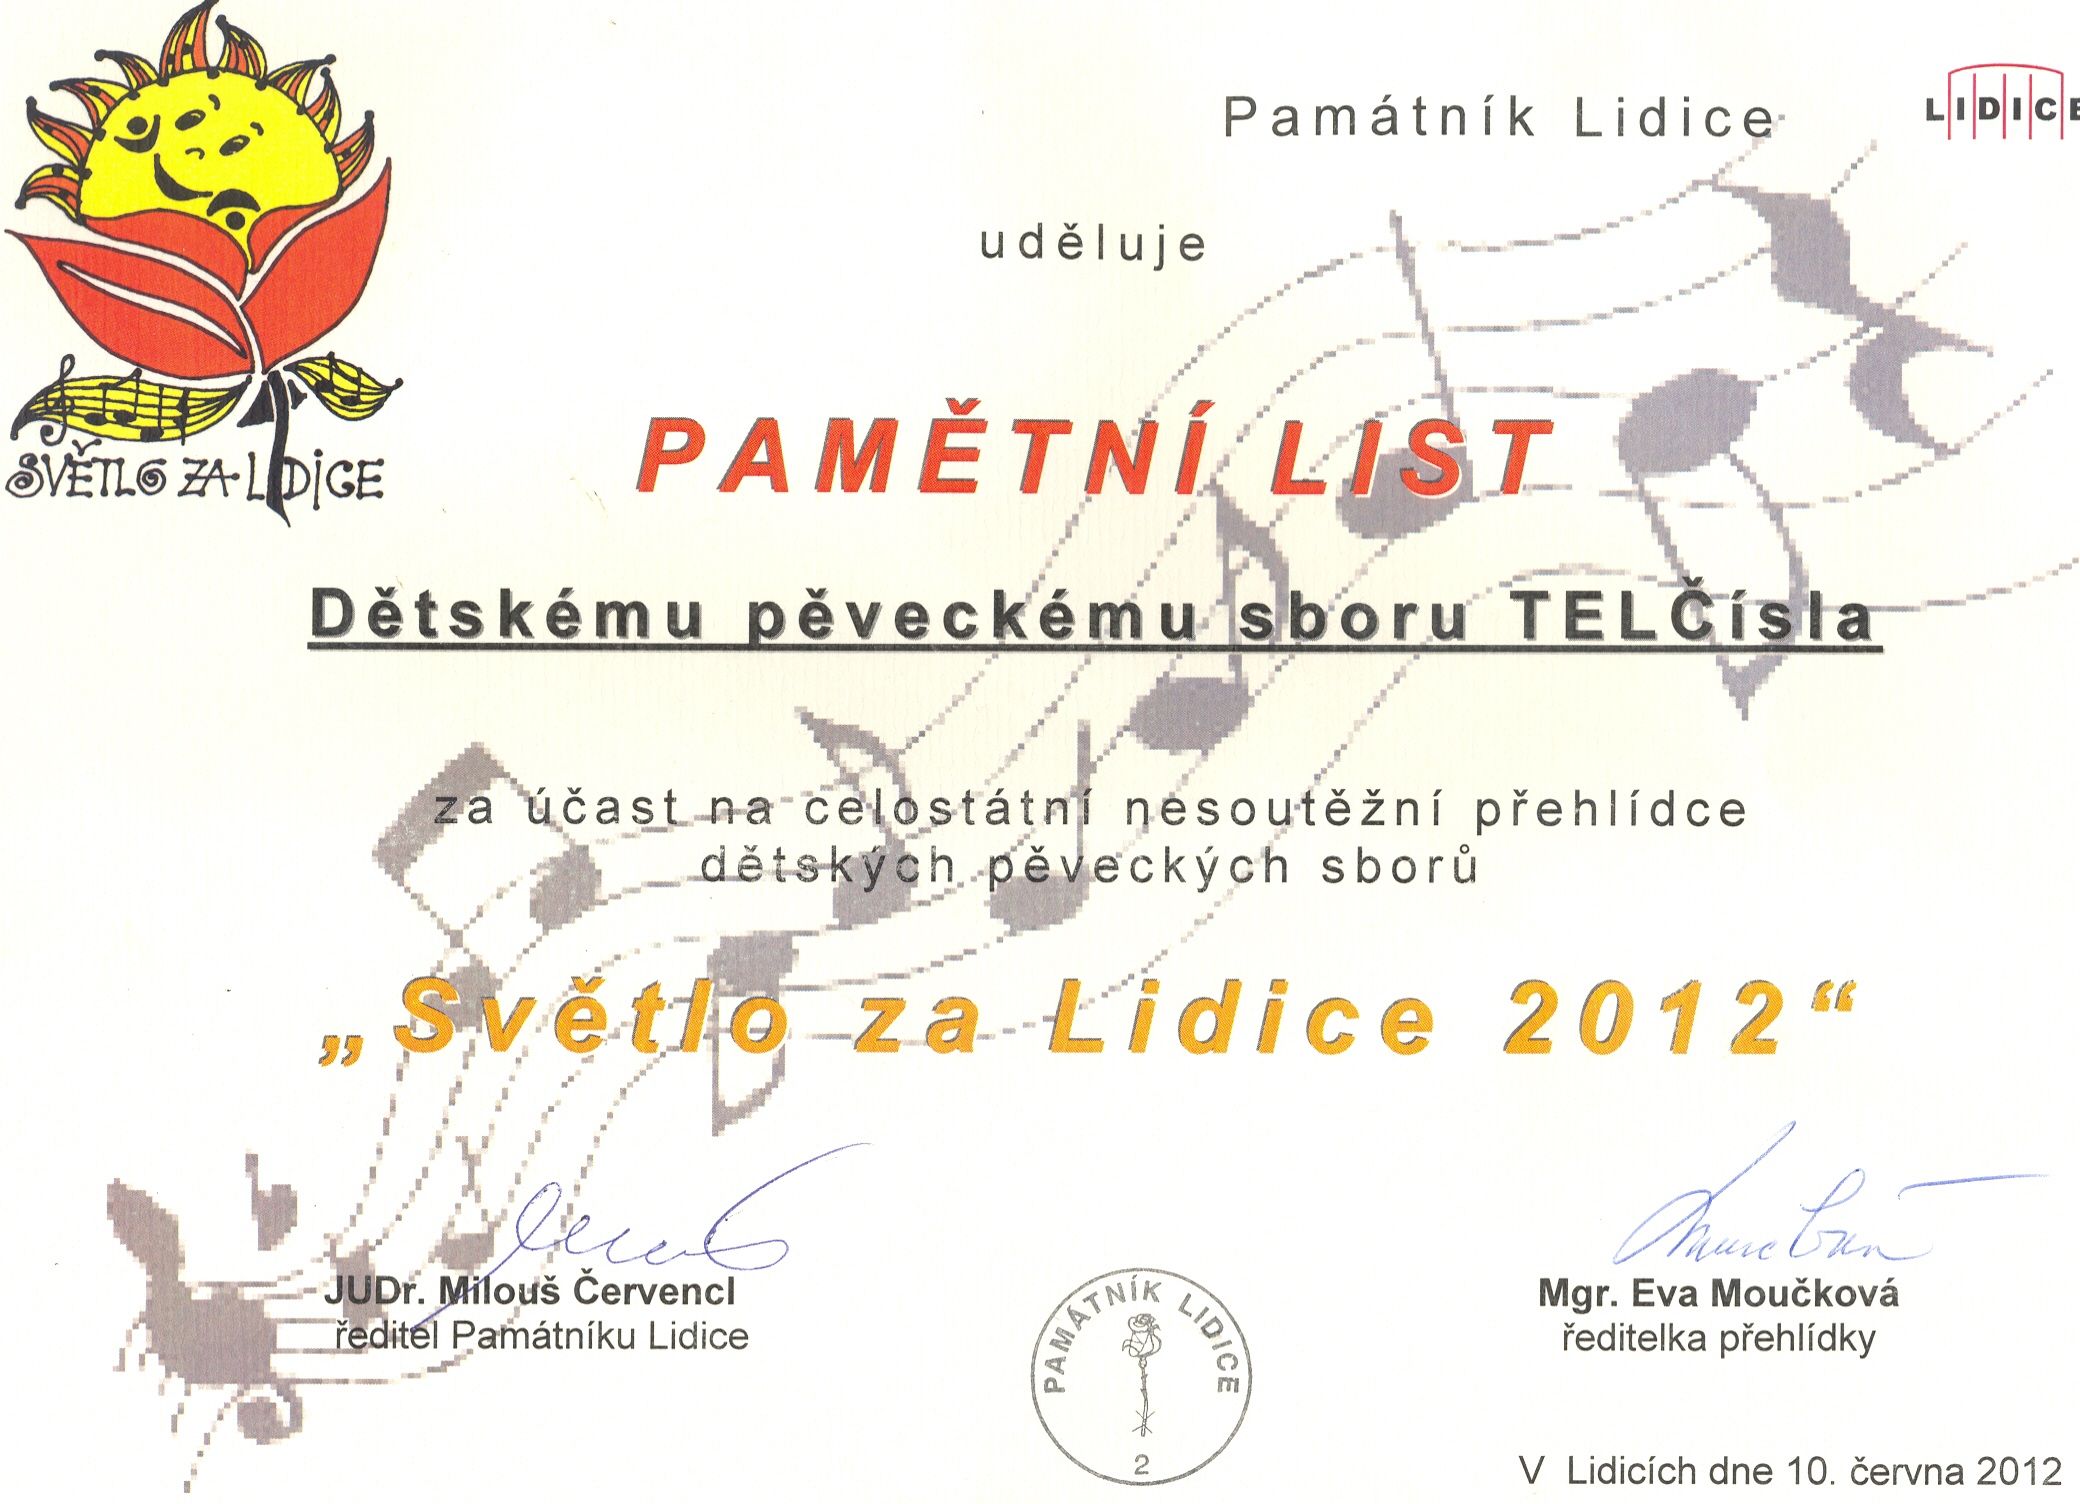 Památník Lidice
LIDICE
uděluje
PAMĚTNÍ LIST
SVĚTLO ZA LIDICE
Dětskému pěveckému sboru TELČísla
za účast na celostátní nesoutěžní přehlídce
dětských pěveckých sborů
„Světlo za Lidice 2012“
JUDr. Milouš Červencl
ředitel Památníku Lidice
Mgr. Eva Moučková
ředitelka přehlídky
PAMÁTNÍK LIDICE
2
V Lidicích dne 10. června 2012